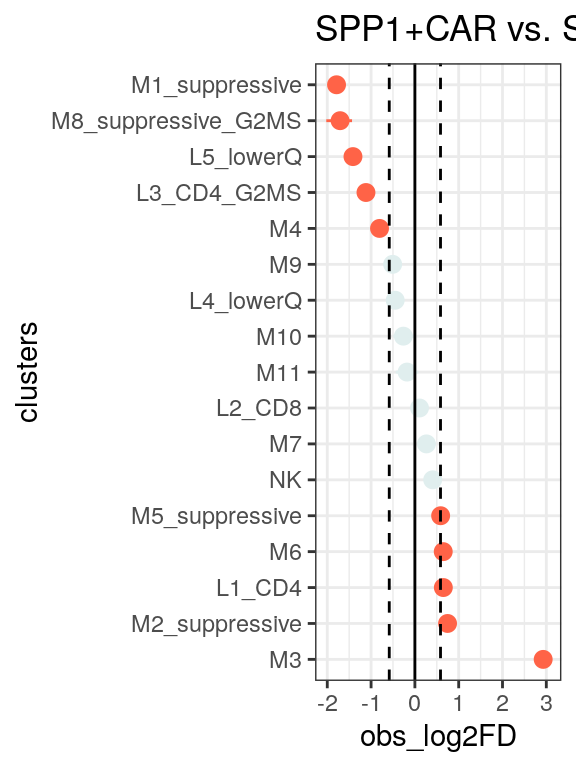 SPP1+CAR vs. S
M1_suppressive
M8_suppressive_G2MS
L5_lowerQ
L3_CD4_G2MS
M4
M9
L4_lowerQ
M10
M11
L2_CD8
M7
NK
M5_suppressive
M6
L1_CD4
M2_suppressive
M3
clusters
-2 -1 0 1 2 3
obs_log2FD